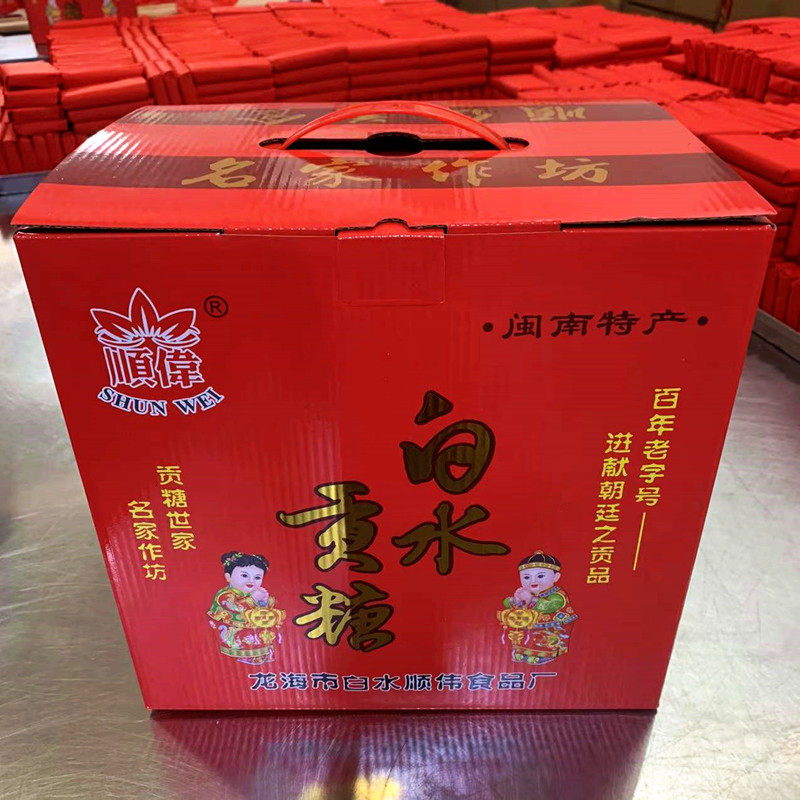 名家作坊
順偉
SHUN WEI
®
·闽南特产·
白水
贡糖
百年老字号——
进献朝廷之贡品
贡糖世家
名家作坊
龙海市白水顺伟食品厂